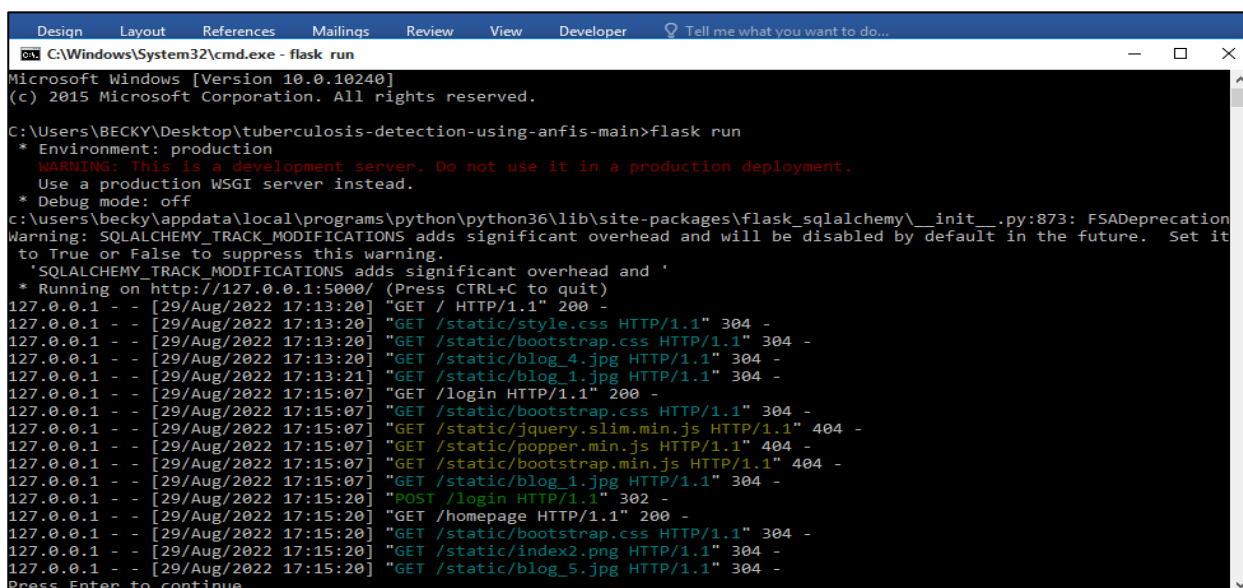 Design Layout References Mailings Review View Developer Tell me what you want to do...
C:\Windows\System32\cmd.exe - flask run
Microsoft Windows [Version 10.0.10240]
(c) 2015 Microsoft Corporation. All rights reserved.
C:\Users\BECKY\Desktop\tuberculosis-detection-using-anfis-main>flask run
* Environment: production
WARNING: This is a development server. Do not use it in a production deployment.
Use a production WSGI server instead.
* Debug mode: off
c:\users\becky\appdata\local\programs\python\python36\lib\site-packages\flask_sqlalchemy\__init__.py:873: FSADeprecation
Warning: SQLALCHEMY_TRACK_MODIFICATIONS adds significant overhead and will be disabled by default in the future.  Set it
to True or False to suppress this warning.
'SQLALCHEMY_TRACK_MODIFICATIONS adds significant overhead and '
* Running on http://127.0.0.1:5000/ (Press CTRL+C to quit)
127.0.0.1 - - [29/Aug/2022 17:13:20] "GET / HTTP/1.1" 200 -
127.0.0.1 - - [29/Aug/2022 17:13:20] "GET /static/style.css HTTP/1.1" 304 -
127.0.0.1 - - [29/Aug/2022 17:13:20] "GET /static/bootstrap.css HTTP/1.1" 304 -
127.0.0.1 - - [29/Aug/2022 17:13:20] "GET /static/blog_4.jpg HTTP/1.1" 304 -
127.0.0.1 - - [29/Aug/2022 17:13:21] "GET /static/blog_1.jpg HTTP/1.1" 304 -
127.0.0.1 - - [29/Aug/2022 17:15:07] "GET /login HTTP/1.1" 200 -
127.0.0.1 - - [29/Aug/2022 17:15:07] "GET /static/bootstrap.css HTTP/1.1" 304 -
127.0.0.1 - - [29/Aug/2022 17:15:07] "GET /static/jquery.slim.min.js HTTP/1.1" 404 -
127.0.0.1 - - [29/Aug/2022 17:15:07] "GET /static/popper.min.js HTTP/1.1" 404 -
127.0.0.1 - - [29/Aug/2022 17:15:07] "GET /static/bootstrap.min.js HTTP/1.1" 404 -
127.0.0.1 - - [29/Aug/2022 17:15:07] "GET /static/blog_1.jpg HTTP/1.1" 304 -
127.0.0.1 - - [29/Aug/2022 17:15:20] "POST /login HTTP/1.1" 302 -
127.0.0.1 - - [29/Aug/2022 17:15:20] "GET /homepage HTTP/1.1" 200 -
127.0.0.1 - - [29/Aug/2022 17:15:20] "GET /static/bootstrap.css HTTP/1.1" 304 -
127.0.0.1 - - [29/Aug/2022 17:15:20] "GET /static/index2.png HTTP/1.1" 304 -
127.0.0.1 - - [29/Aug/2022 17:15:20] "GET /static/blog_5.jpg HTTP/1.1" 304 -
Press Enter to continue